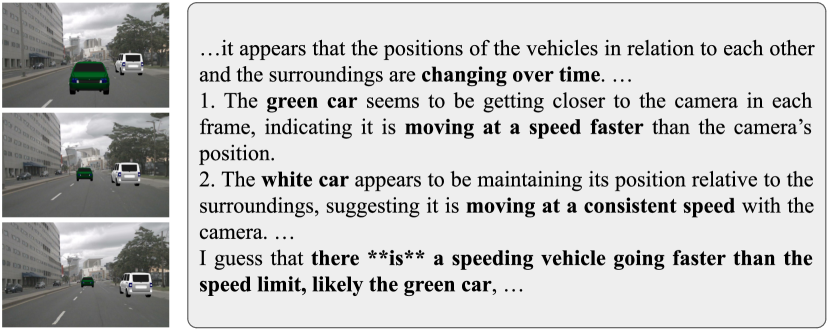 …it appears that the positions of the vehicles in relation to each other
and the surroundings are changing over time. …
1. The green car seems to be getting closer to the camera in each
frame, indicating it is moving at a speed faster than the camera’s
position.
2. The white car appears to be maintaining its position relative to the
surroundings, suggesting it is moving at a consistent speed with the
camera. …
I guess that there **is** a speeding vehicle going faster than the
speed limit, likely the green car, …